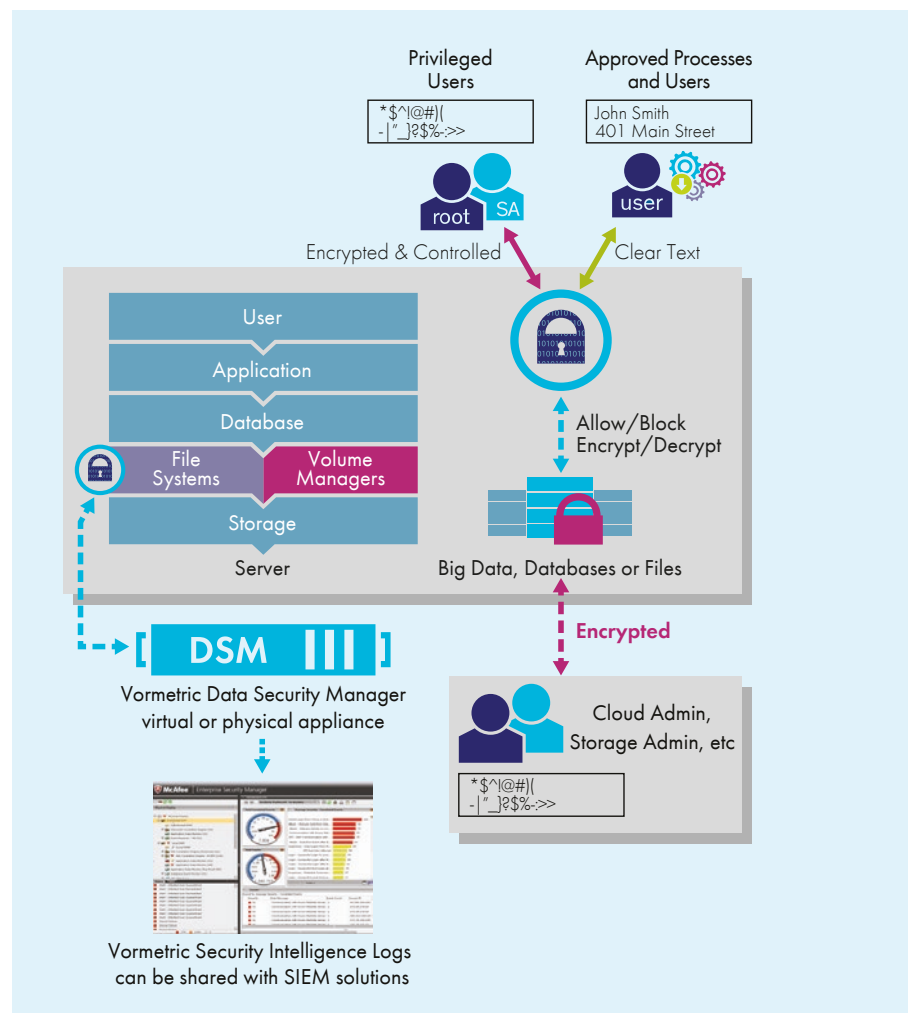 Privileged
Users
Approved Processes
and Users
*$^!@#)(
-|"_}?$%-:>>
John Smith
401 Main Street
root
SA
user
Encrypted & Controlled
Clear Text
User
Application
Database
File
Systems
Volume
Managers
Storage
Server
Allow/Block
Encrypt/Decrypt
Big Data, Databases or Files
Encrypted
DSM
Vormetric Data Security Manager
virtual or physical appliance
Cloud Admin,
Storage Admin, etc
*$^!@#)(
-|"_}?$%-:>>
McAfee | Enterprise Security Manager
Vormetric Security Intelligence Logs
can be shared with SIEM solutions